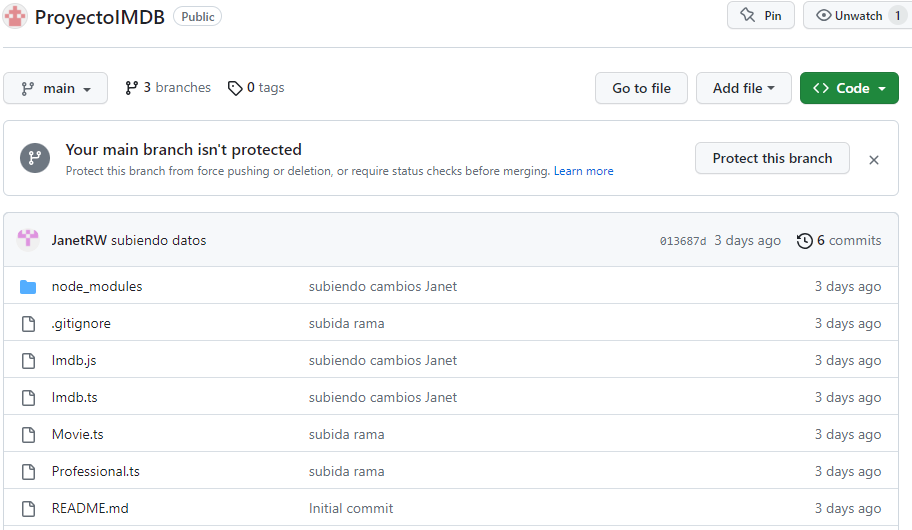 ProyectoIMDB Public Pin Unwatch 1
main 3 branches 0 tags Go to file Add file <> Code
Your main branch isn't protected
Protect this branch from force pushing or deletion, or require status checks before merging. Learn more Protect this branch
JanetRW subiendo datos 013687d 3 days ago 6 commits
node_modules subiendo cambios Janet 3 days ago
.gitignore subida rama 3 days ago
Imdb.js subiendo cambios Janet 3 days ago
Imdb.ts subiendo cambios Janet 3 days ago
Movie.ts subida rama 3 days ago
Professional.ts subida rama 3 days ago
README.md Initial commit 3 days ago